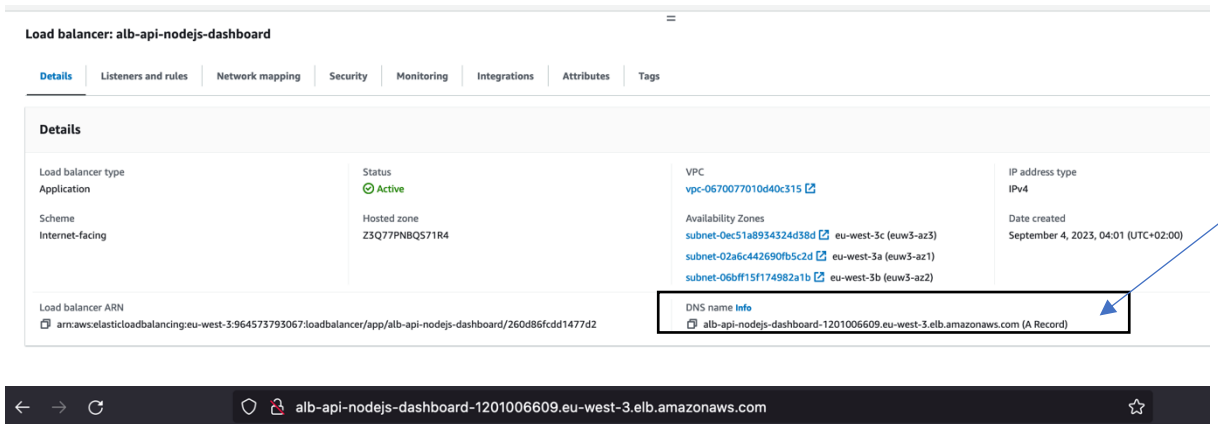 Load balancer: alb-api-nodejs-dashboard
Details Listeners and rules Network mapping Security Monitoring Integrations Attributes Tags
Details
Load balancer type Status VPC IP address type
Application Active vpc-0670077010d40c315 IPv4
Scheme Hosted zone Availability Zones Date created
Internet-facing Z3Q77PNBQS71R4 subnet-0ec51a8934324d38d eu-west-3c (euw3-az3) September 4, 2023, 04:01 (UTC+02:00)
subnet-02a6c442690fb5c2d eu-west-3a (euw3-az1)
subnet-06bff15f174982a1b eu-west-3b (euw3-az2)
Load balancer ARN DNS name Info
arn:aws:elasticloadbalancing:eu-west-3:964573793067:loadbalancer/app/alb-api-nodejs-dashboard/260d86fcdd1477d2 alb-api-nodejs-dashboard-1201006609.eu-west-3.elb.amazonaws.com (A Record)
alb-api-nodejs-dashboard-1201006609.eu-west-3.elb.amazonaws.com